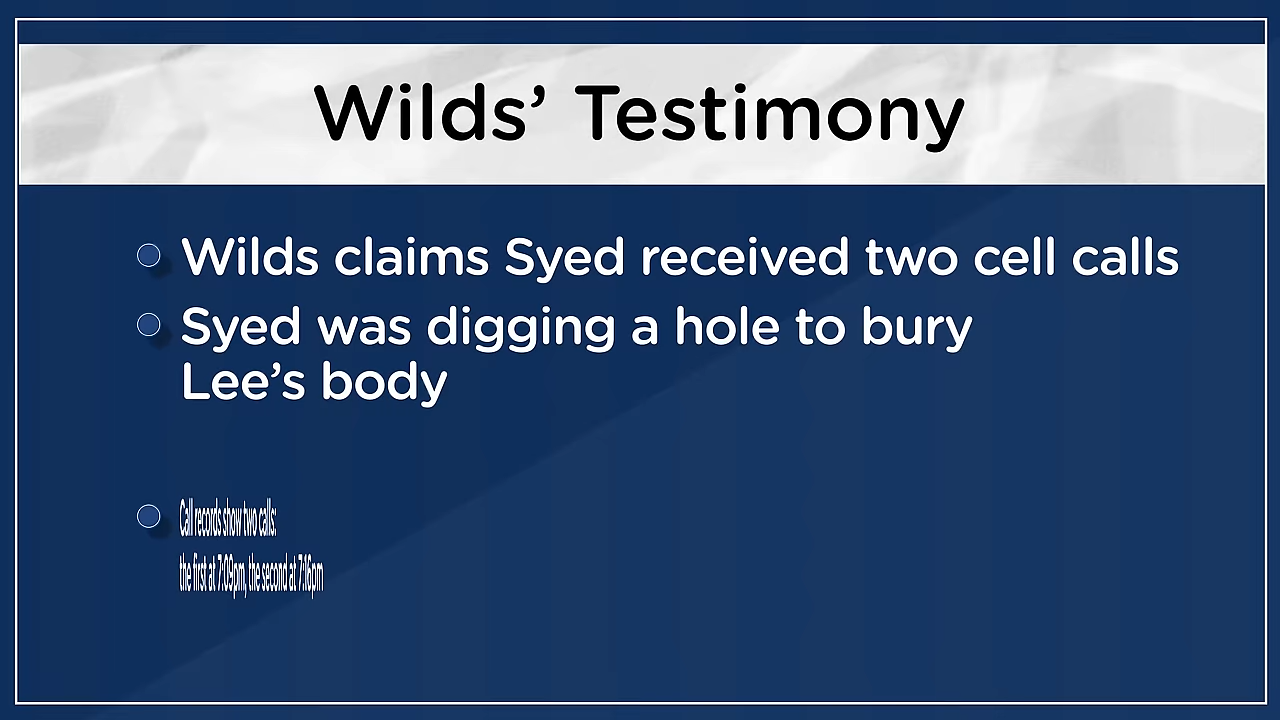 Wilds’ Testimony
Wilds claims Syed received two cell calls
Syed was digging a hole to bury
Lee’s body
Call records show two calls:
the first at 7:09pm, the second at 7:16pm